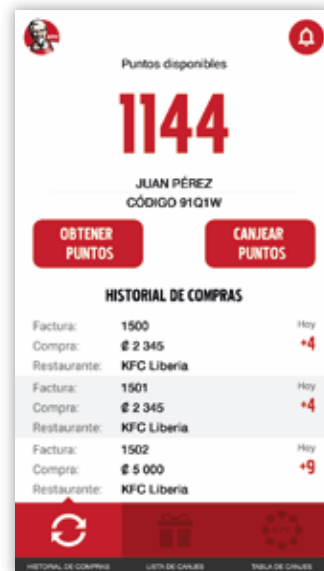 Puntos disponibles
1144
JUAN PÉREZ
CÓDIGO 91Q1W
OBTENER PUNTOS
CANJEAR PUNTOS
HISTORIAL DE COMPRAS
Factura: 1500 Hoy
Compra: ₡ 2 345 +4
Restaurante: KFC Liberia
Factura: 1501 Hoy
Compra: ₡ 2 345 +4
Restaurante: KFC Liberia
Factura: 1502 Hoy
Compra: ₡ 5 000 +9
Restaurante: KFC Liberia
HISTORIAL DE COMPRAS LISTA DE CANJES TABLA DE CANJES